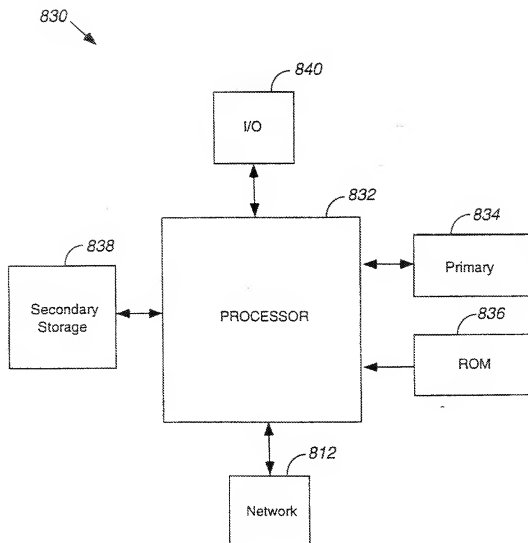 830
840
I/O
832
834
838
Primary
Secondary
Storage
PROCESSOR
836
ROM
812
Network